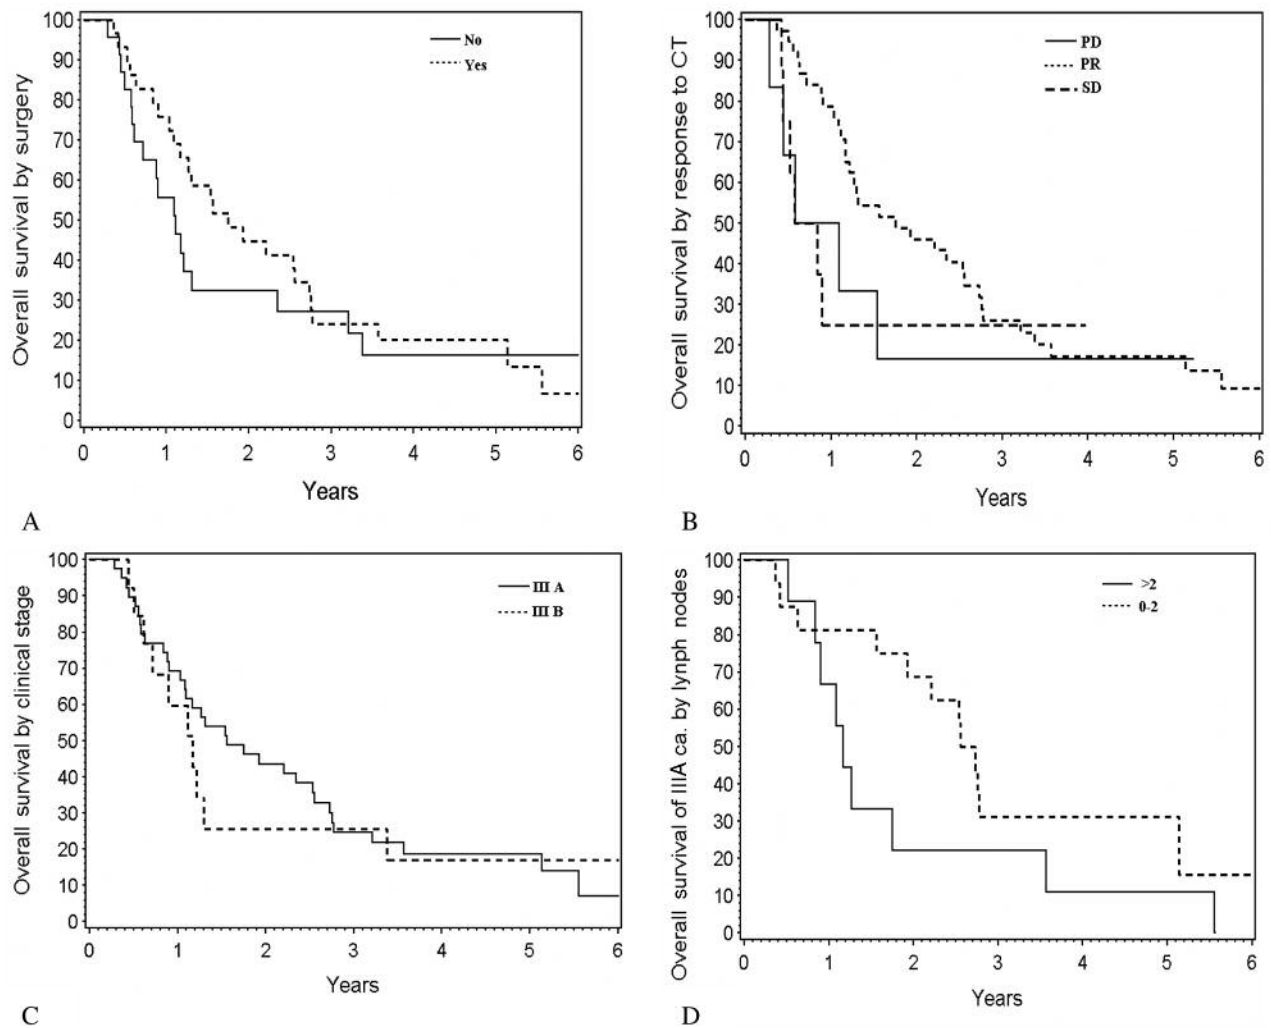 Overall survival by surgery
100
90
80
70
60
50
40
30
20
10
0
No
Yes
0 1 2 3 4 5 6
Years
A
Overall survival by response to CT
100
90
80
70
60
50
40
30
20
10
0
PD
PR
SD
0 1 2 3 4 5 6
Years
B
Overall survival by clinical stage
100
90
80
70
60
50
40
30
20
10
0
III A
III B
0 1 2 3 4 5 6
Years
C
Overall survival of IIIA ca. by lymph nodes
100
90
80
70
60
50
40
30
20
10
0
>2
0-2
0 1 2 3 4 5 6
Years
D